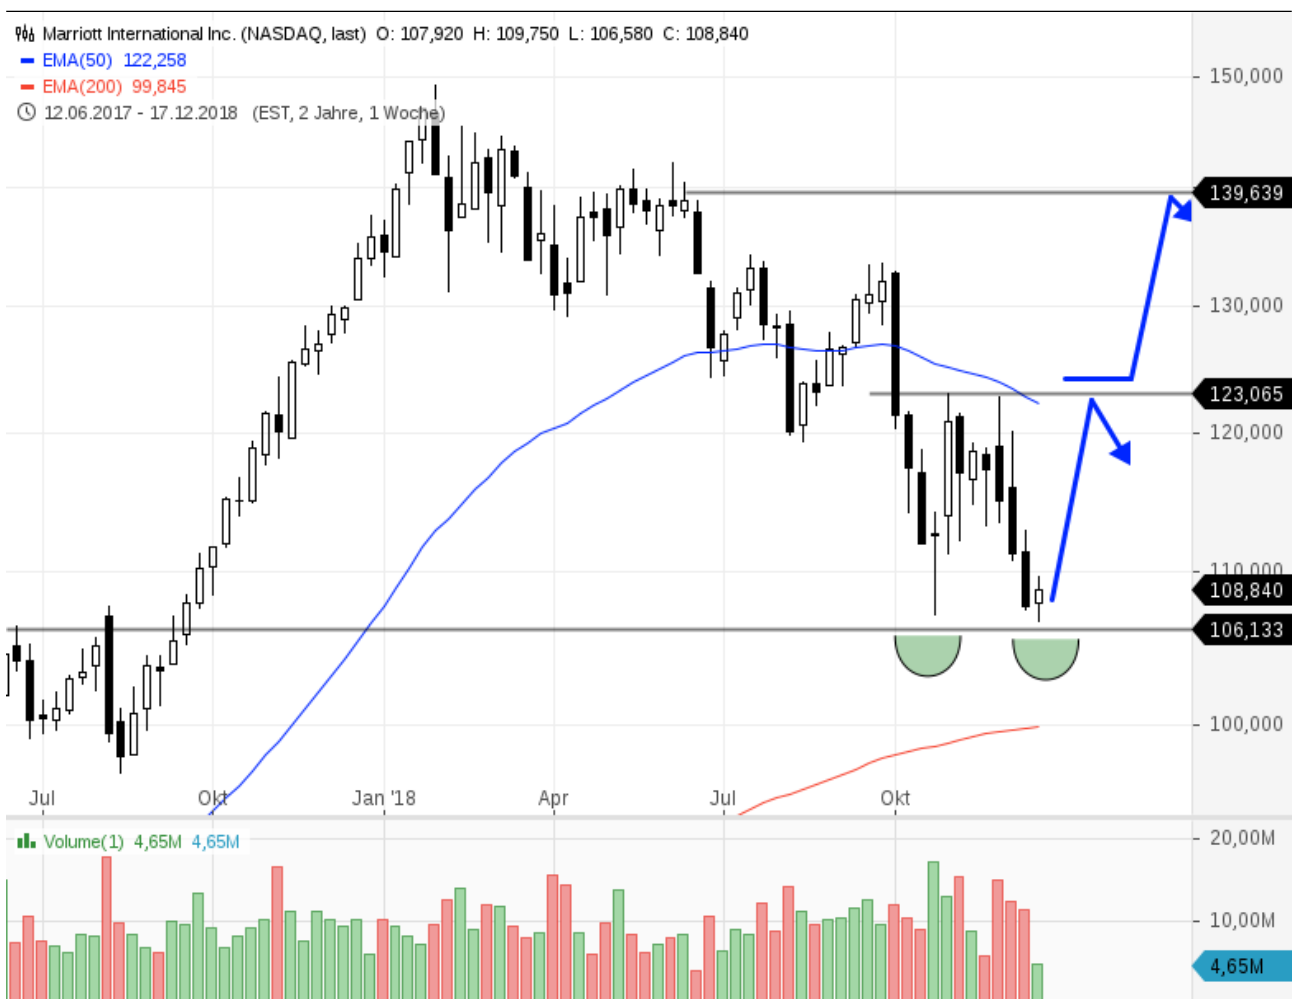 Marriott International Inc. (NASDAQ, last) O: 107,920 H: 109,750 L: 106,580 C: 108,840
EMA(50) 122,258
EMA(200) 99,845
12.06.2017 - 17.12.2018 (EST, 2 Jahre, 1 Woche)
150,000
139,639
130,000
123,065
120,000
110,000
108,840
106,133
100,000
Jul Okt Jan '18 Apr Jul Okt
Volume(1) 4,65M 4,65M
20,00M
10,00M
4,65M